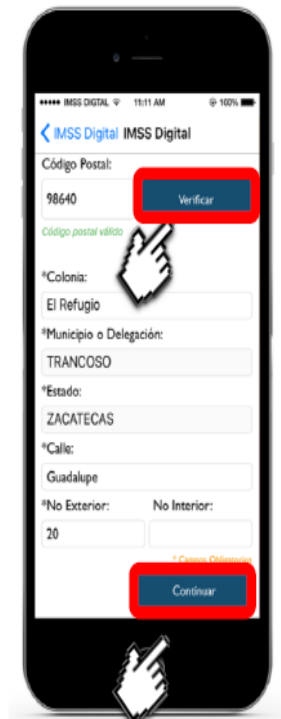 IMSS DIGTAL 11:11 AM 100%
IMSS Digital IMSS Digital
Código Postal:
98640 Verificar
Código postal válido
*Colonia:
El Refugio
*Municipio o Delegación:
TRANCOSO
*Estado:
ZACATECAS
*Calle:
Guadalupe
*No Exterior: No Interior:
20
* Campos Obligatorios
Continuar